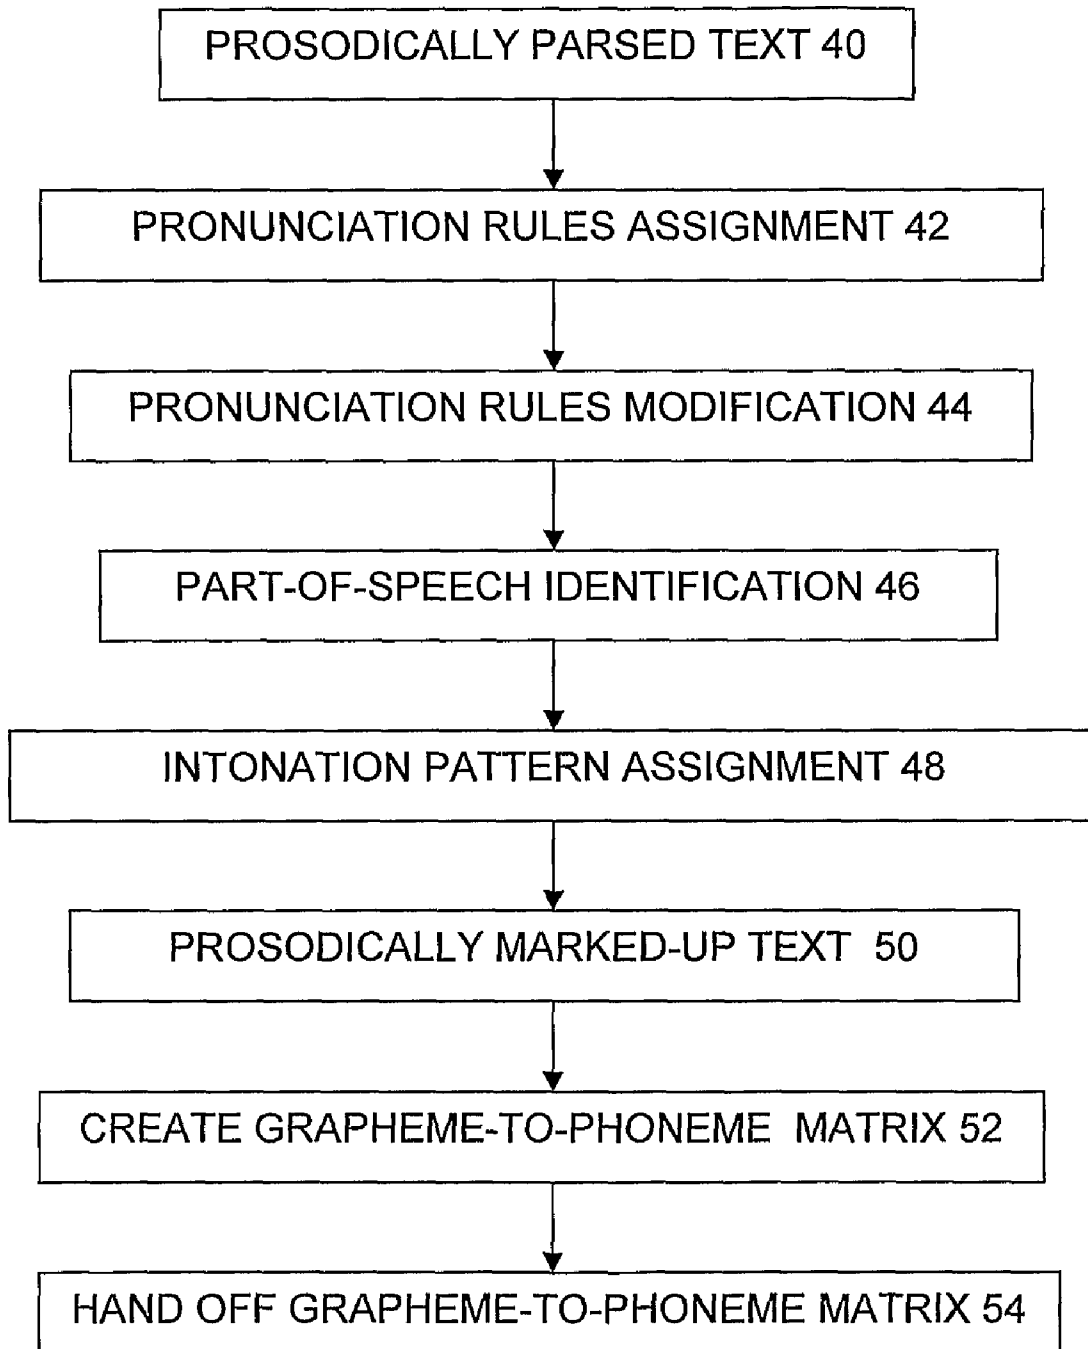 PROSODICALLY PARSED TEXT 40
PRONUNCIATION RULES ASSIGNMENT 42
PRONUNCIATION RULES MODIFICATION 44
PART-OF-SPEECH IDENTIFICATION 46
INTONATION PATTERN ASSIGNMENT 48
PROSODICALLY MARKED-UP TEXT 50
CREATE GRAPHEME-TO-PHONEME MATRIX 52
HAND OFF GRAPHEME-TO-PHONEME MATRIX 54